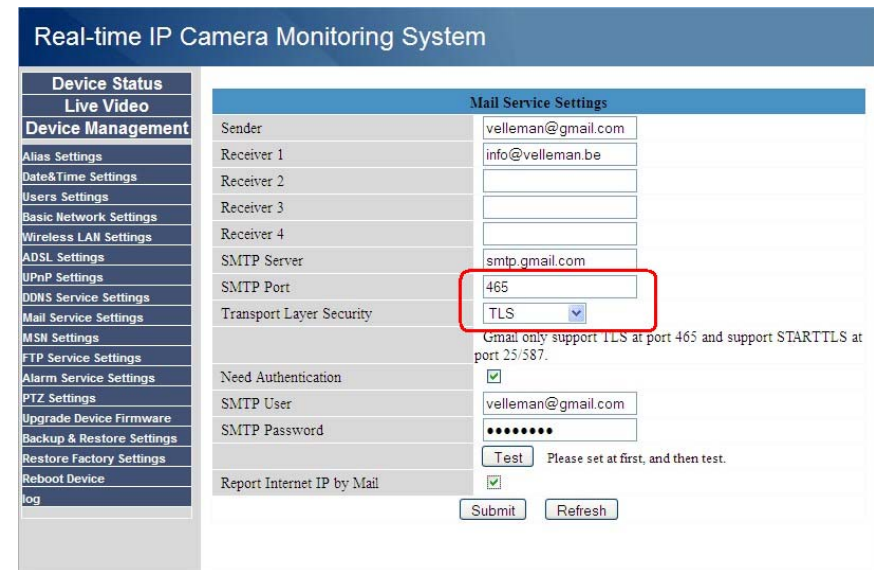 Real-time IP Camera Monitoring System
Device Status
Live Video
Device Management
Alias Settings
Date&Time Settings
Users Settings
Basic Network Settings
Wireless LAN Settings
ADSL Settings
UPnP Settings
DDNS Service Settings
Mail Service Settings
MSN Settings
FTP Service Settings
Alarm Service Settings
PTZ Settings
Upgrade Device Firmware
Backup & Restore Settings
Restore Factory Settings
Reboot Device
log
Mail Service Settings
Sender velleman@gmail.com
Receiver 1 info@velleman.be
Receiver 2
Receiver 3
Receiver 4
SMTP Server smtp.gmail.com
SMTP Port 465
Transport Layer Security TLS
Gmail only support TLS at port 465 and support STARTTLS at
port 25/587.
Need Authentication
SMTP User velleman@gmail.com
SMTP Password ••••••••
Test Please set at first, and then test.
Report Internet IP by Mail
Submit Refresh